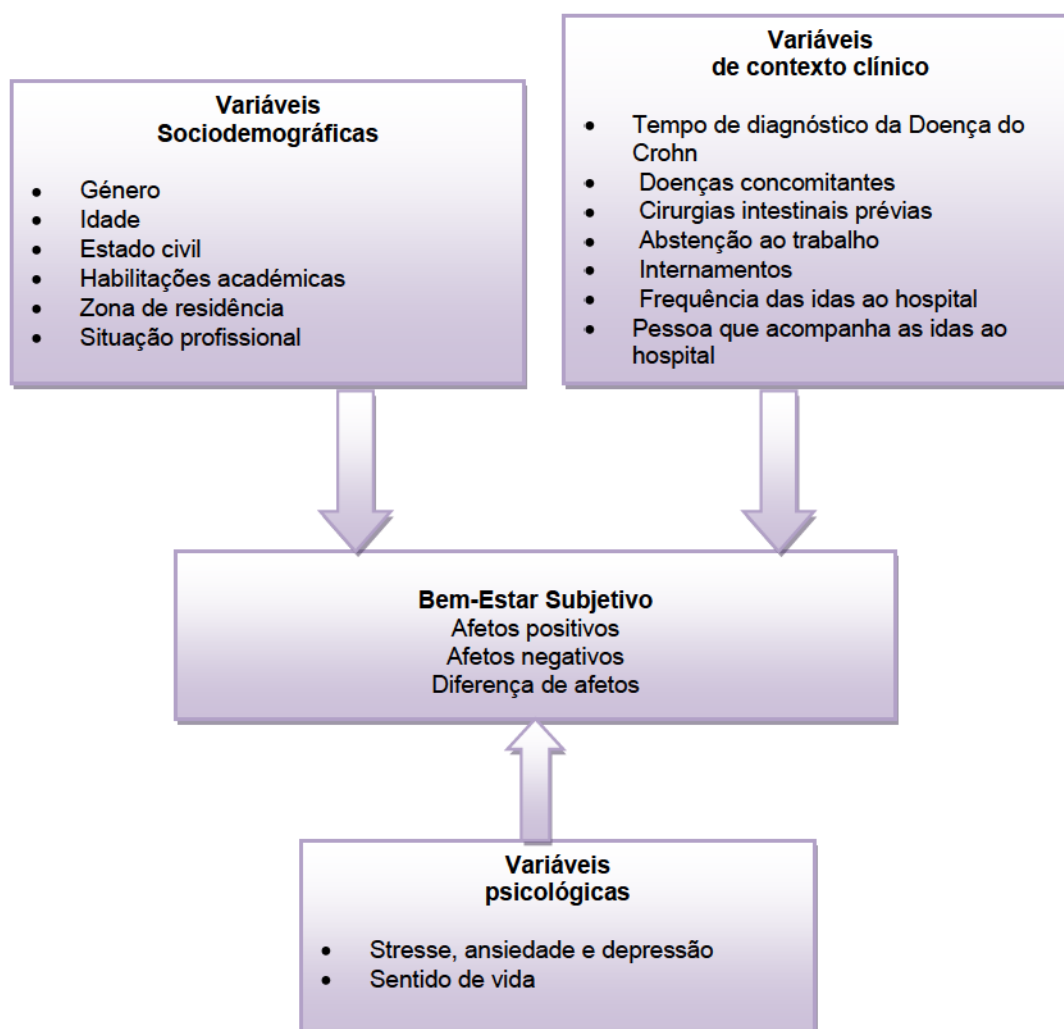 Variáveis
Sociodemográficas
• Género
• Idade
• Estado civil
• Habilitações académicas
• Zona de residência
• Situação profissional
Variáveis
de contexto clínico
• Tempo de diagnóstico da Doença do
Crohn
• Doenças concomitantes
• Cirurgias intestinais prévias
• Abstenção ao trabalho
• Internamentos
• Frequência das idas ao hospital
• Pessoa que acompanha as idas ao
hospital
Bem-Estar Subjetivo
Afetos positivos
Afetos negativos
Diferença de afetos
Variáveis
psicológicas
• Stresse, ansiedade e depressão
• Sentido de vida